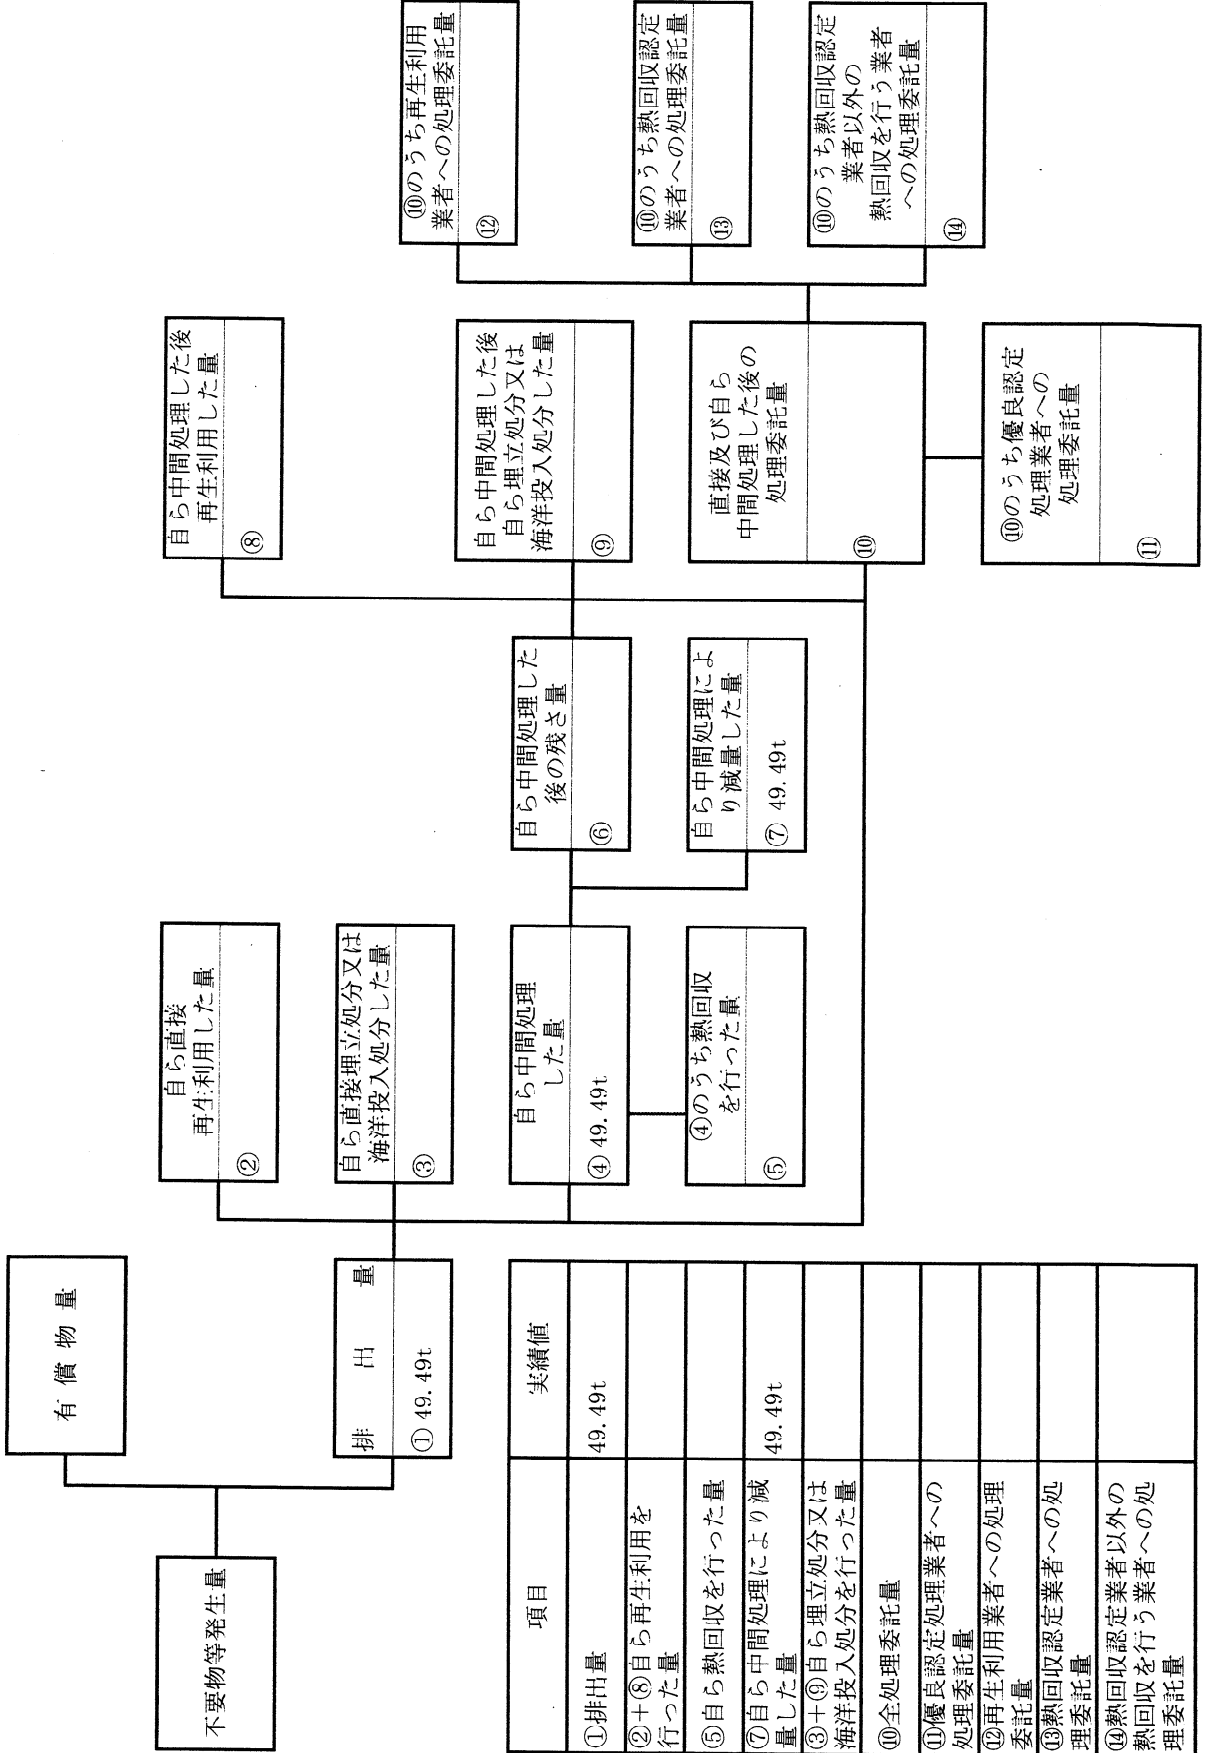 不要物等発生量
有 償 物 量
排 出 量
① 49.49t
自ら直接
再生利用した量
②
自ら直接埋立処分又は
海洋投入処分した量
③
自ら中間処理
した量
④ 49.49t
④のうち熱回収
を行った量
⑤
自ら中間処理した
後の残さ量
⑥
自ら中間処理によ
り減量した量
⑦ 49.49t
自ら中間処理した後
再生利用した量
⑧
自ら中間処理した後
自ら埋立処分又は
海洋投入処分した量
⑨
直接及び自ら
中間処理した後の
処理委託量
⑩
⑩のうち優良認定
処理業者への
処理委託量
⑪
⑩のうち再生利用
業者への処理委託量
⑫
⑩のうち熱回収認定
業者への処理委託量
⑬
⑩のうち熱回収認定
業者以外の
熱回収を行う業者
への処理委託量
⑭
項目
実績値
①排出量
49.49t
②＋⑧自ら再生利用を
行った量
⑤自ら熱回収を行った量
⑦自ら中間処理により減
量した量
49.49t
③＋⑨自ら埋立処分又は
海洋投入処分を行った量
⑩全処理委託量
⑪優良認定処理業者への
処理委託量
⑫再生利用業者への処理
委託量
⑬熱回収認定業者への処
理委託量
⑭熱回収認定業者以外の
熱回収を行う業者への処
理委託量